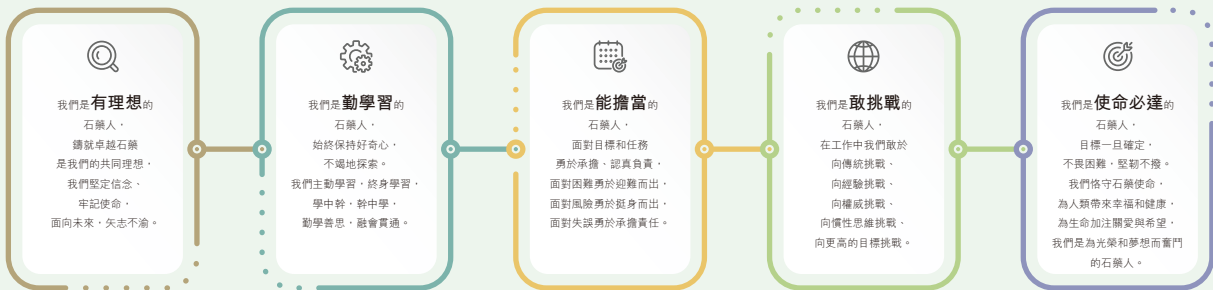 我們是有理想的
石藥人，
鑄就卓越石藥
是我們的共同理想，
我們堅定信念、
牢記使命，
面向未來，矢志不渝。
我們是勤學習的
石藥人，
始終保持好奇心，
不竭地探索。
我們主動學習，終身學習，
學中幹，幹中學，
勤學善思，融會貫通。
我們是能擔當的
石藥人，
面對目標和任務
勇於承擔、認真負責，
面對困難勇於迎難而出，
面對風險勇於挺身而出，
面對失誤勇於承擔責任。
我們是敢挑戰的
石藥人，
在工作中我們敢於
向傳統挑戰、
向經驗挑戰、
向權威挑戰、
向慣性思維挑戰、
向更高的目標挑戰。
我們是使命必達的
石藥人，
目標一旦確定，
不畏困難，堅韌不撥。
我們恪守石藥使命，
為人類帶來幸福和健康，
為生命加注關愛與希望，
我們是為光榮和夢想而奮鬥
的石藥人。